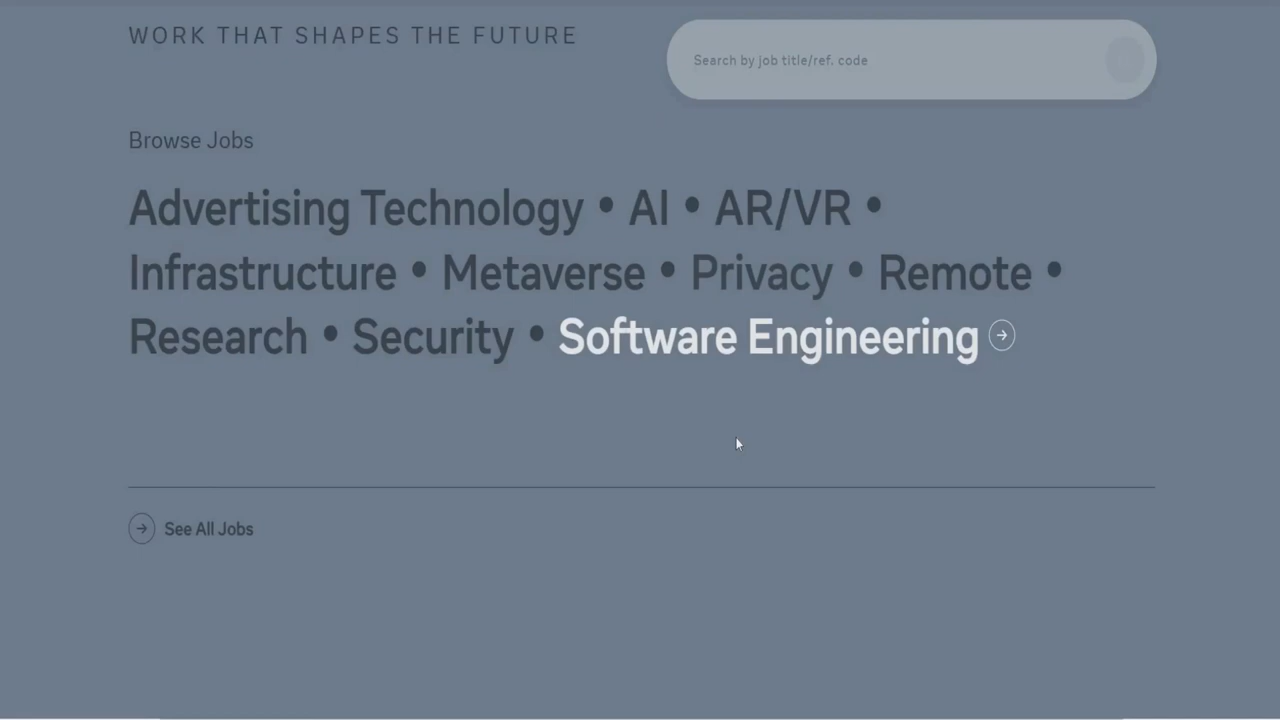 WORK THAT SHAPES THE FUTURE
Search by job title/ref. code
Browse Jobs
Advertising Technology • AI • AR/VR •
Infrastructure • Metaverse • Privacy • Remote •
Research • Security • Software Engineering
See All Jobs